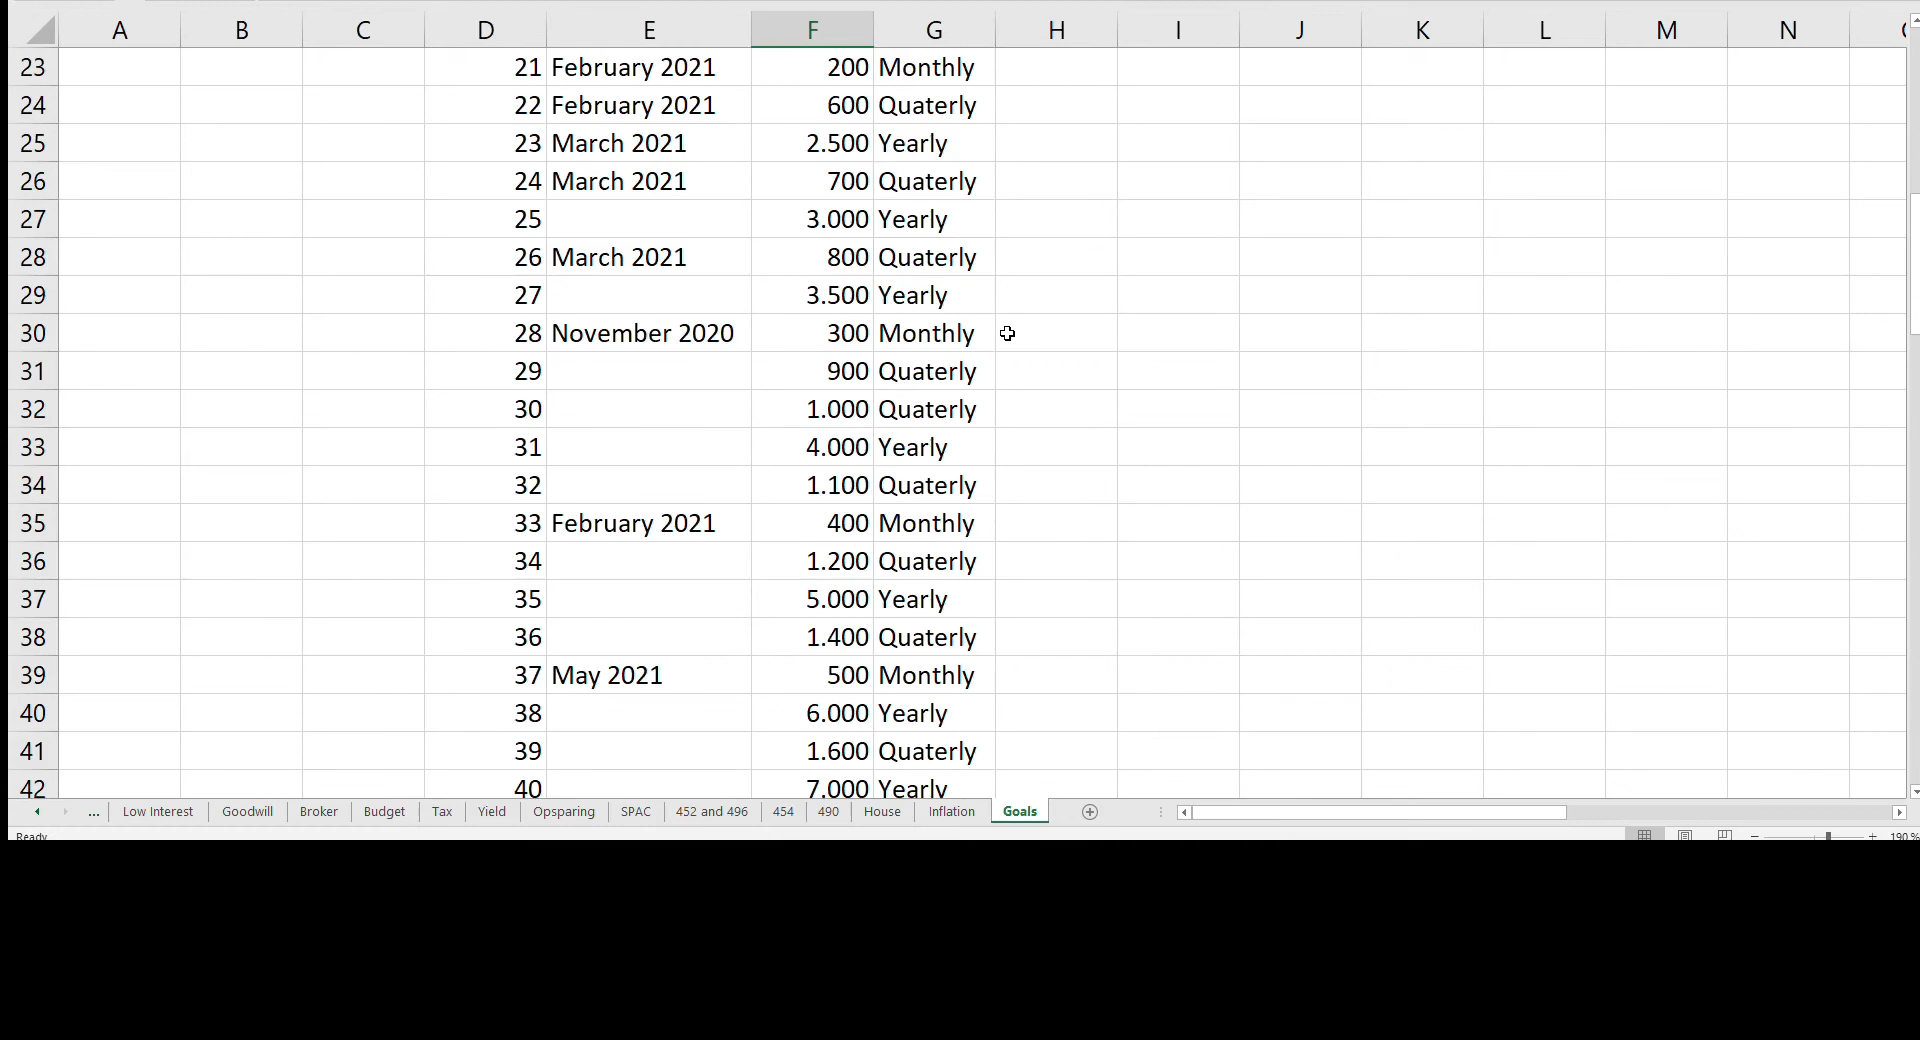 A B C D E F G H I J K L M N
23 21 February 2021 200 Monthly
24 22 February 2021 600 Quaterly
25 23 March 2021 2.500 Yearly
26 24 March 2021 700 Quaterly
27 25 3.000 Yearly
28 26 March 2021 800 Quaterly
29 27 3.500 Yearly
30 28 November 2020 300 Monthly
31 29 900 Quaterly
32 30 1.000 Quaterly
33 31 4.000 Yearly
34 32 1.100 Quaterly
35 33 February 2021 400 Monthly
36 34 1.200 Quaterly
37 35 5.000 Yearly
38 36 1.400 Quaterly
39 37 May 2021 500 Monthly
40 38 6.000 Yearly
41 39 1.600 Quaterly
42 40 7.000 Yearly
... Low Interest Goodwill Broker Budget Tax Yield Opsparing SPAC 452 and 496 454 490 House Inflation Goals
Ready 190 %